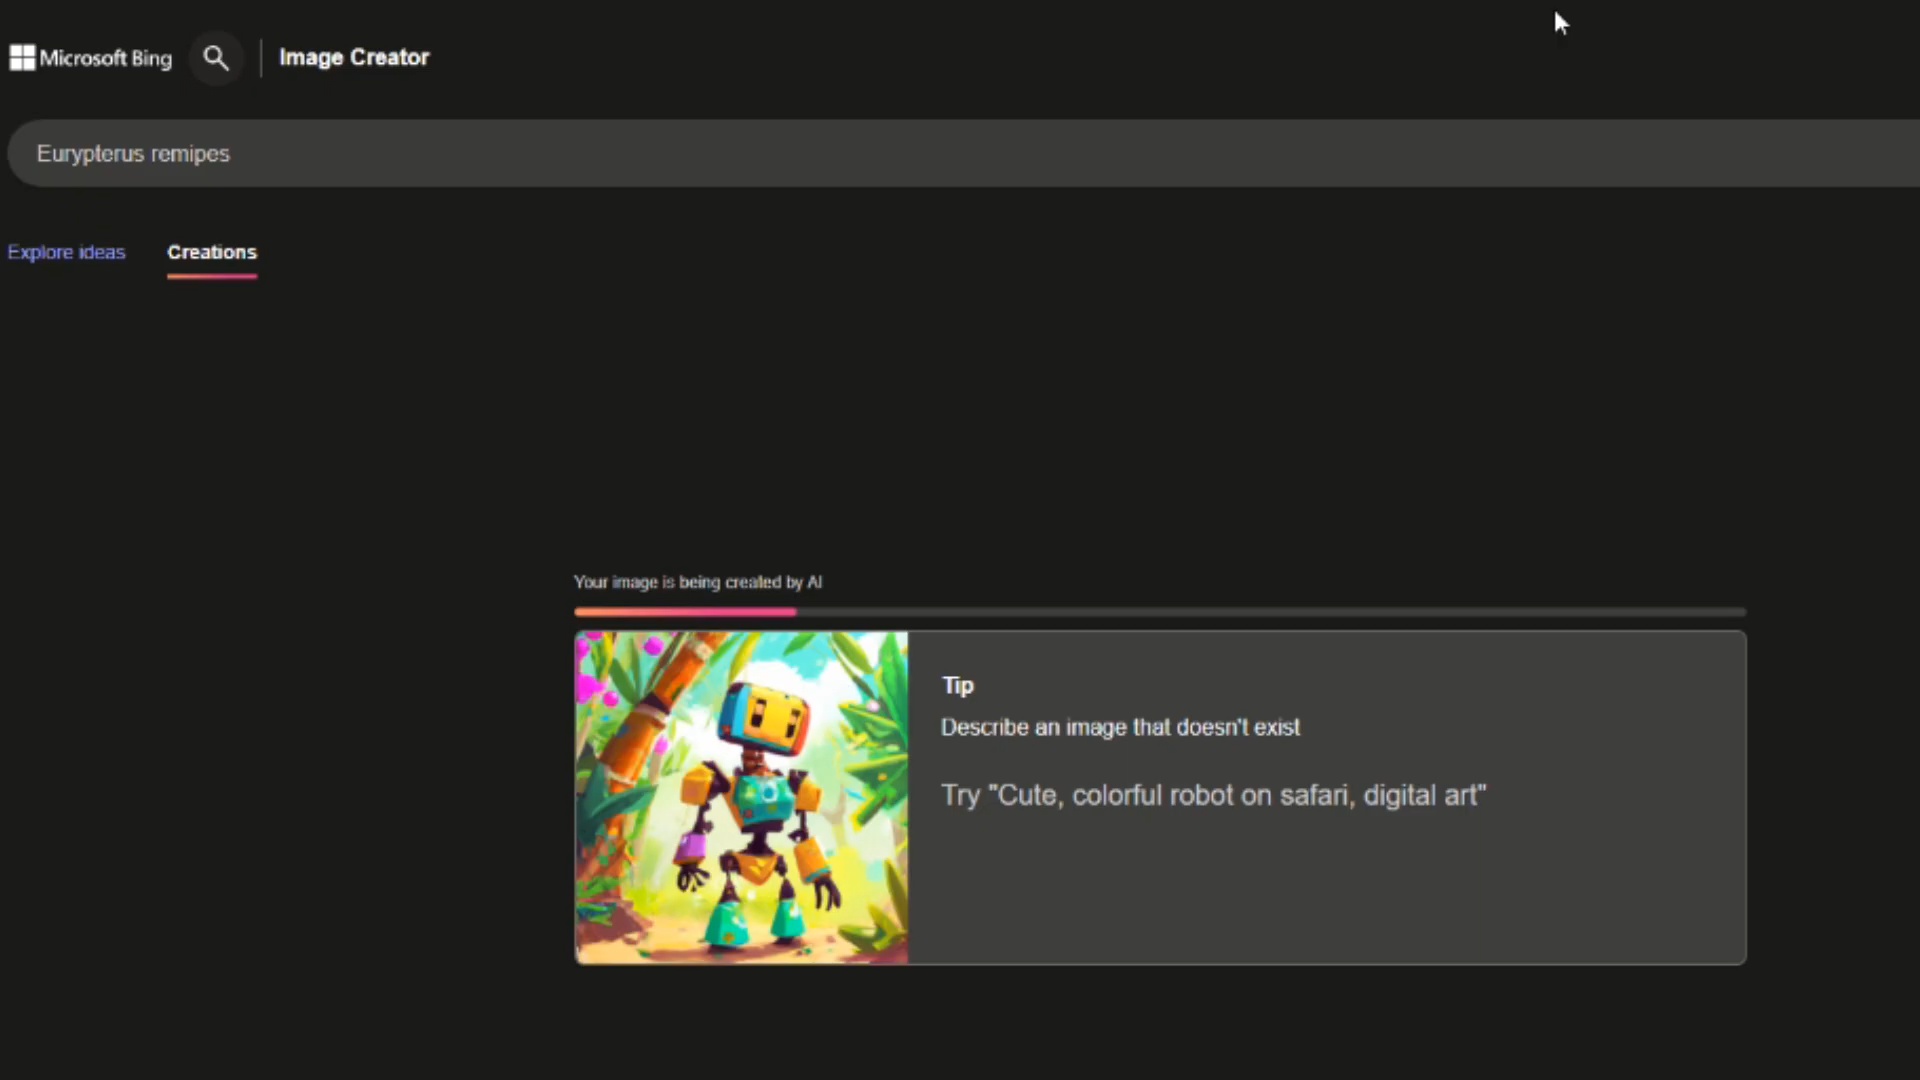 Microsoft Bing
Image Creator
Eurypterus remipes
Explore ideas
Creations
Your image is being created by AI
Tip
Describe an image that doesn't exist
Try "Cute, colorful robot on safari, digital art"